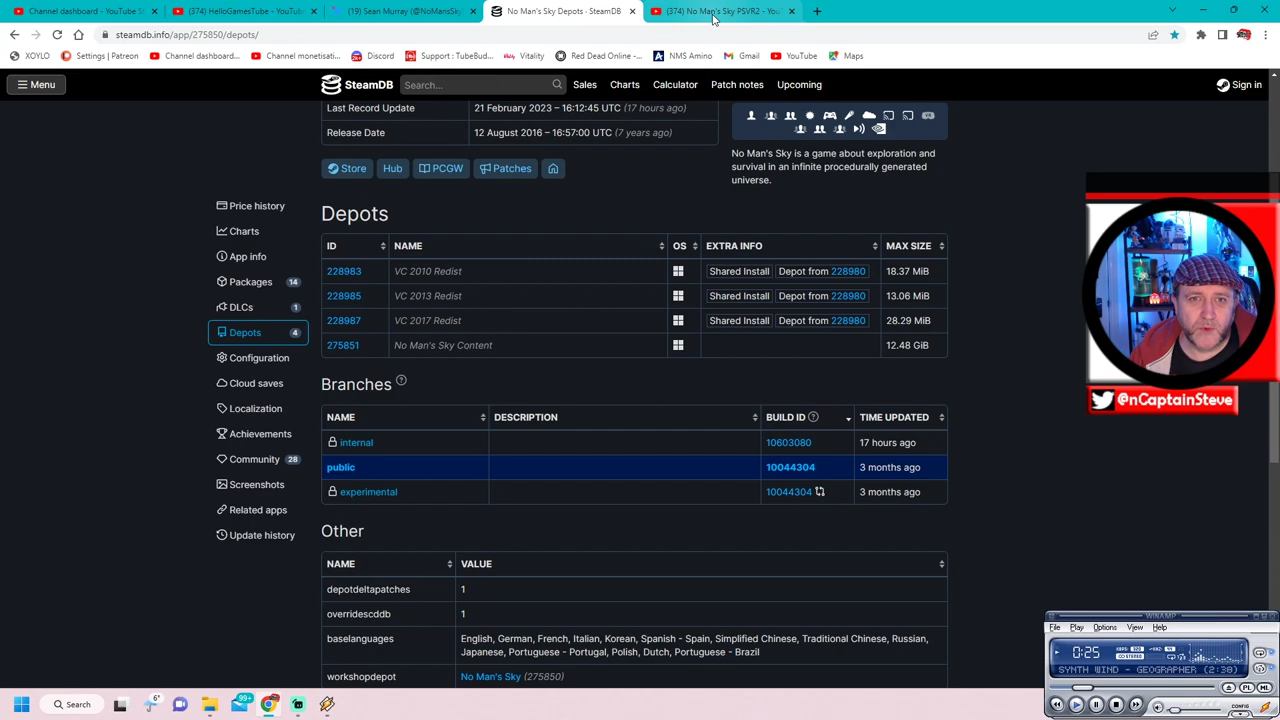 (374) Channel dashboard - YouTube S
(374) HelloGamesTube - YouTube
(19) Sean Murray (@NoMansSky
No Man's Sky Depots · SteamDB
(374) No Man's Sky PSVR2 - You
steamdb.info/app/275850/depots/
XOYLO
Settings | Patreon
Channel dashboard...
Channel monetisati...
Discord
Support : TubeBud...
Vitality
Red Dead Online -...
NMS Amino
Gmail
YouTube
Maps
Menu
SteamDB
Search...
Sales
Charts
Calculator
Patch notes
Upcoming
Sign in
Last Record Update 21 February 2023 – 16:12:45 UTC (17 hours ago)
Release Date 12 August 2016 – 16:57:00 UTC (7 years ago)
No Man's Sky is a game about exploration and
survival in an infinite procedurally generated
universe.
Store
Hub
PCGW
Patches
Price history
Charts
App info
Packages 14
DLCs 1
Depots 4
Configuration
Cloud saves
Localization
Achievements
Community 28
Screenshots
Related apps
Update history
Depots
ID NAME OS EXTRA INFO MAX SIZE
228983 VC 2010 Redist Shared Install Depot from 228980 18.37 MiB
228985 VC 2013 Redist Shared Install Depot from 228980 13.06 MiB
228987 VC 2017 Redist Shared Install Depot from 228980 28.29 MiB
275851 No Man's Sky Content 12.48 GiB
Branches
NAME DESCRIPTION BUILD ID TIME UPDATED
internal 10603080 17 hours ago
public 10044304 3 months ago
experimental 10044304 3 months ago
Other
NAME VALUE
depotdeltapatches 1
overridescddb 1
baselanguages English, German, French, Italian, Korean, Spanish - Spain, Simplified Chinese, Traditional Chinese, Russian,
Japanese, Portuguese - Portugal, Polish, Dutch, Portuguese - Brazil
workshopdepot No Man's Sky (275850)
@nCaptainSteve
WINAMP
File Play Options View Help
0:25
STEREO
SYNTH WIND - GEOGRAPHER (2:30)
PL
ML
CONFIG
Search
6°
99+